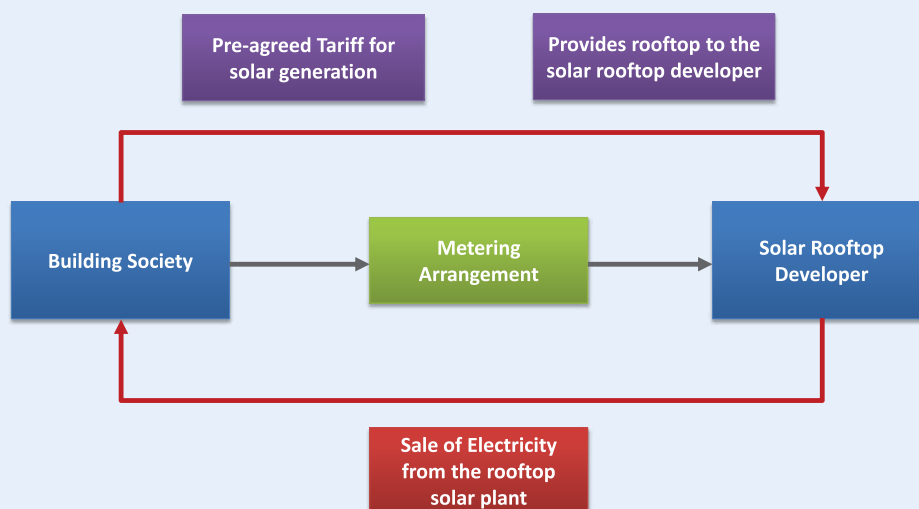 Pre-agreed Tariff for
solar generation
Provides rooftop to the
solar rooftop developer
Building Society
Metering
Arrangement
Solar Rooftop
Developer
Sale of Electricity
from the rooftop
solar plant